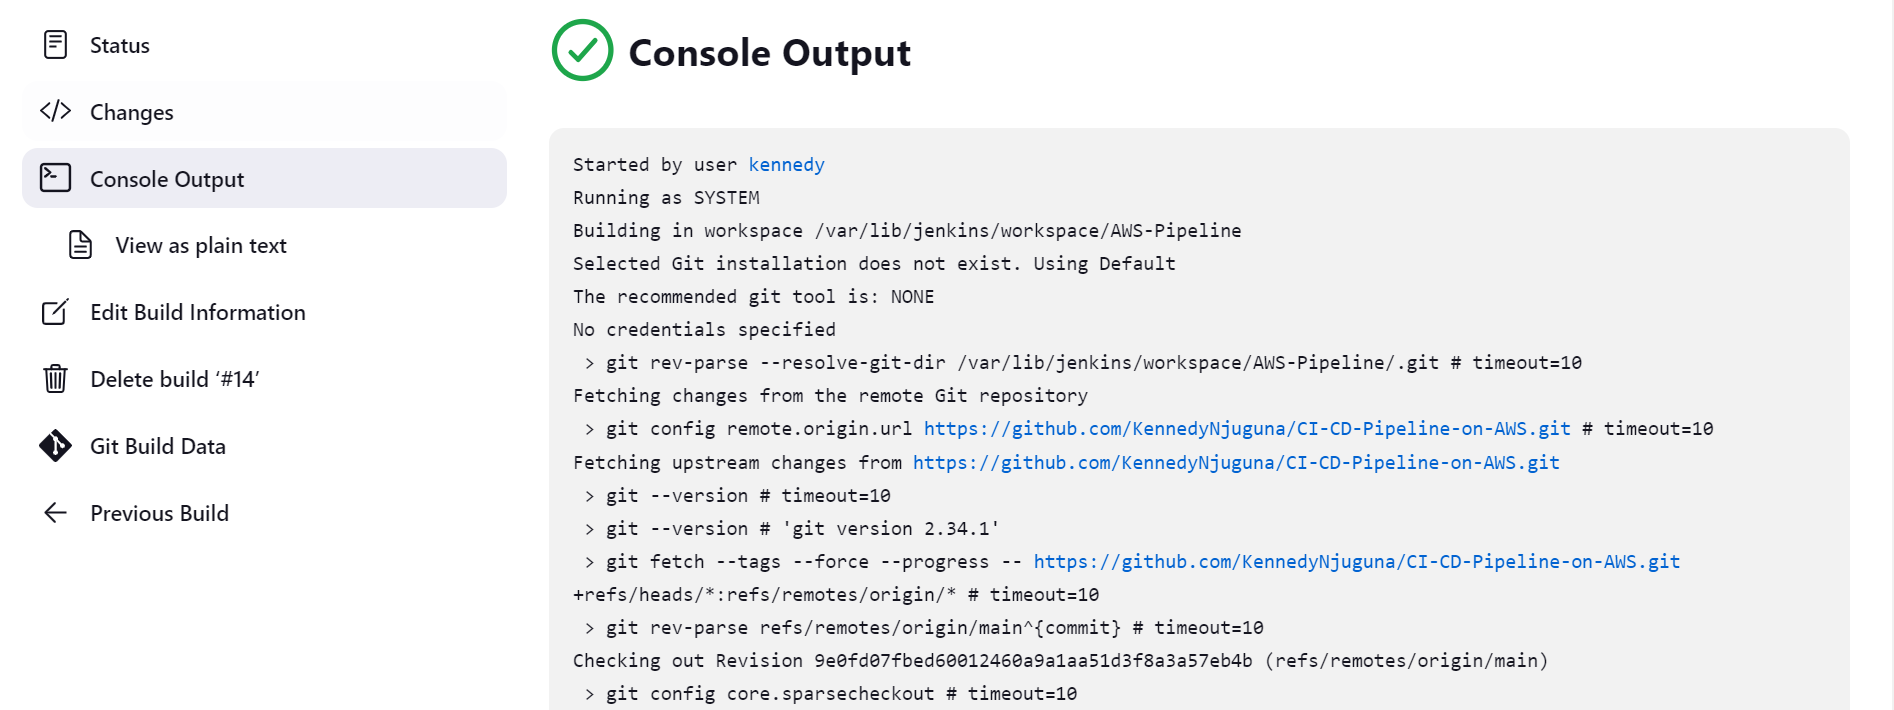 Status
Changes
Console Output
View as plain text
Edit Build Information
Delete build ‘#14’
Git Build Data
Previous Build
Console Output
Started by user kennedy
Running as SYSTEM
Building in workspace /var/lib/jenkins/workspace/AWS-Pipeline
Selected Git installation does not exist. Using Default
The recommended git tool is: NONE
No credentials specified
> git rev-parse --resolve-git-dir /var/lib/jenkins/workspace/AWS-Pipeline/.git # timeout=10
Fetching changes from the remote Git repository
> git config remote.origin.url https://github.com/KennedyNjuguna/CI-CD-Pipeline-on-AWS.git # timeout=10
Fetching upstream changes from https://github.com/KennedyNjuguna/CI-CD-Pipeline-on-AWS.git
> git --version # timeout=10
> git --version # 'git version 2.34.1'
> git fetch --tags --force --progress -- https://github.com/KennedyNjuguna/CI-CD-Pipeline-on-AWS.git
+refs/heads/*:refs/remotes/origin/* # timeout=10
> git rev-parse refs/remotes/origin/main^{commit} # timeout=10
Checking out Revision 9e0fd07fbed60012460a9a1aa51d3f8a3a57eb4b (refs/remotes/origin/main)
> git config core.sparsecheckout # timeout=10